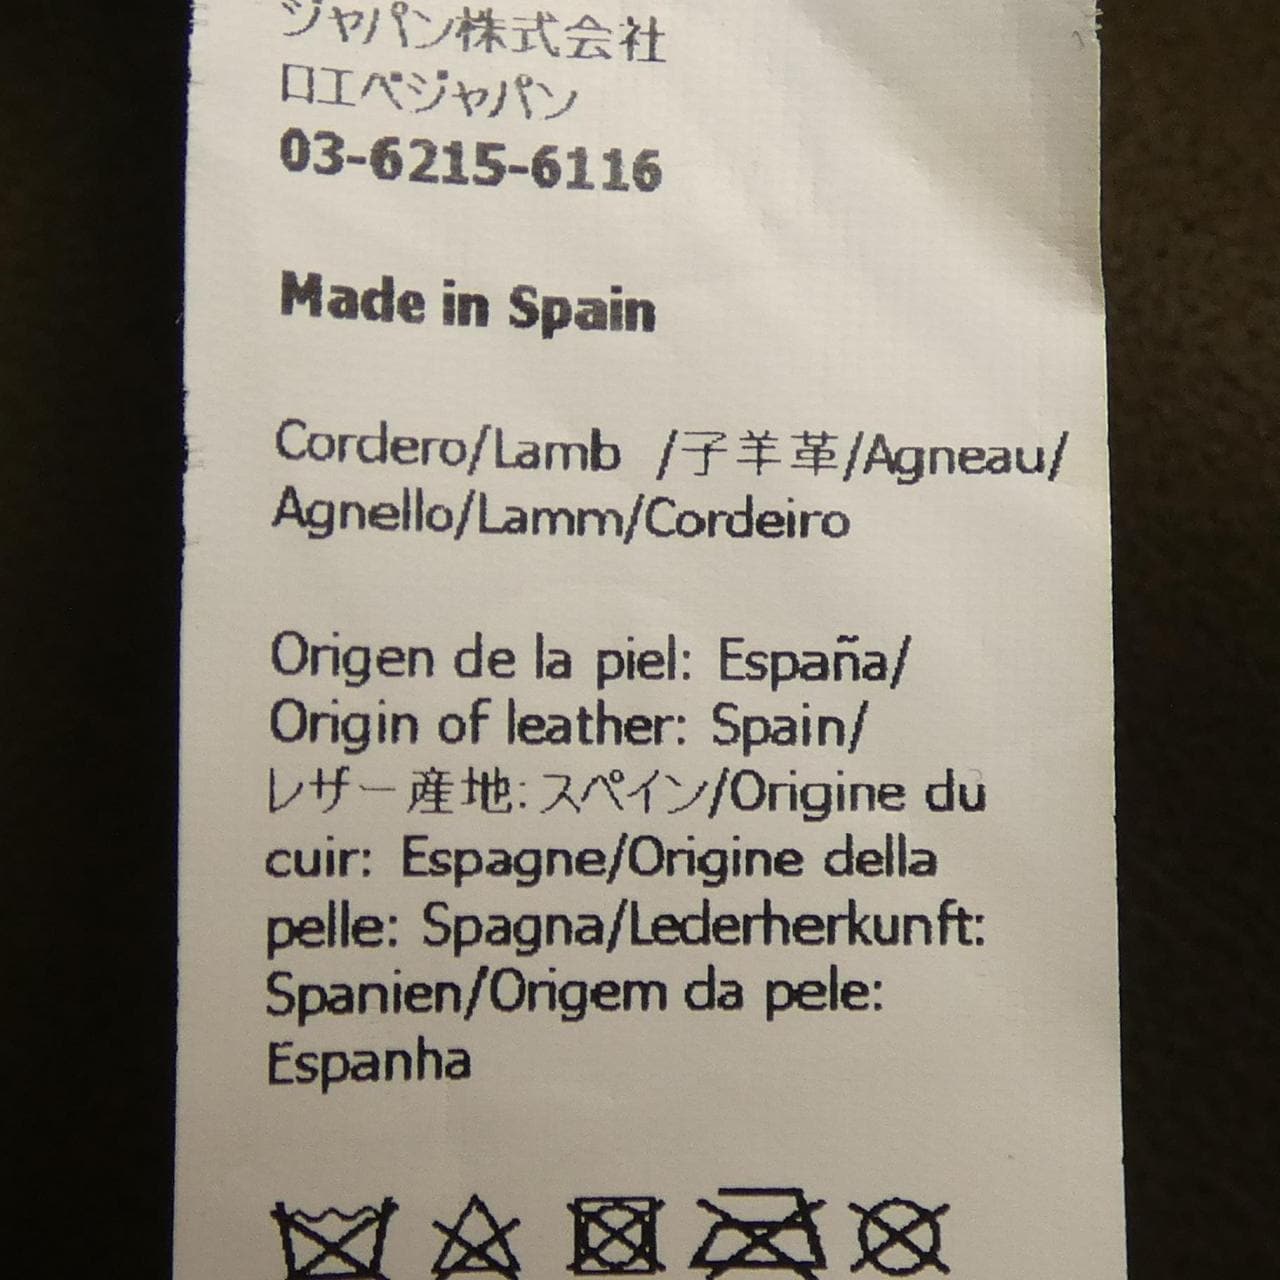 ジャパン株式会社
ロエベジャパン
03-6215-6116
Made in Spain
Cordero/Lamb /子羊革/Agneau/
Agnello/Lamm/Cordeiro
Origen de la piel: España/
Origin of leather: Spain/
レザー産地: スペイン/Origine du
cuir: Espagne/Origine della
pelle: Spagna/Lederherkunft:
Spanien/Origem da pele:
Espanha